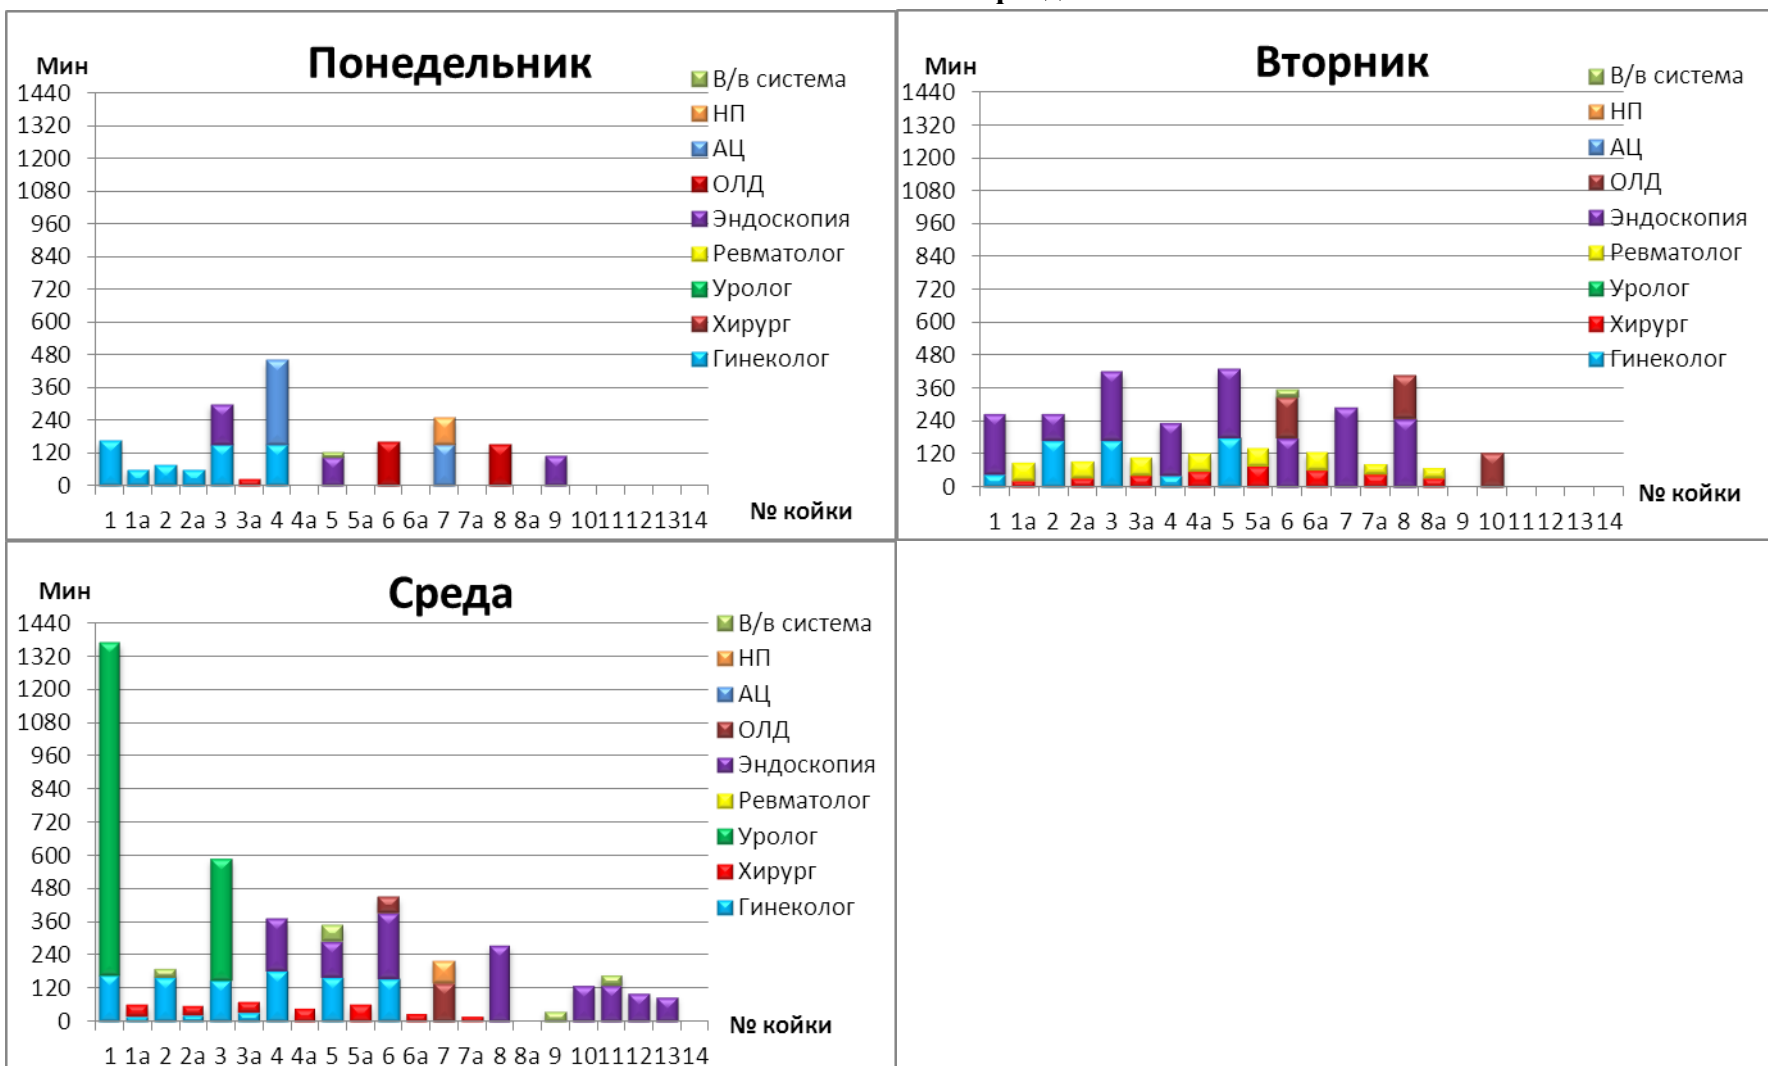 Понедельник
Мин
1440
1320
1200
1080
960
840
720
600
480
360
240
120
0
1 1а 2 2а 3 3а 4 4а 5 5а 6 6а 7 7а 8 8а 9 10 11 12 13 14
№ койки
В/в система
НП
АЦ
ОЛД
Эндоскопия
Ревматолог
Уролог
Хирург
Гинеколог
Вторник
Мин
1440
1320
1200
1080
960
840
720
600
480
360
240
120
0
1 1а 2 2а 3 3а 4 4а 5 5а 6 6а 7 7а 8 8а 9 10 11 12 13 14
№ койки
В/в система
НП
АЦ
ОЛД
Эндоскопия
Ревматолог
Уролог
Хирург
Гинеколог
Среда
Мин
1440
1320
1200
1080
960
840
720
600
480
360
240
120
0
1 1а 2 2а 3 3а 4 4а 5 5а 6 6а 7 7а 8 8а 9 10 11 12 13 14
№ койки
В/в система
НП
АЦ
ОЛД
Эндоскопия
Ревматолог
Уролог
Хирург
Гинеколог